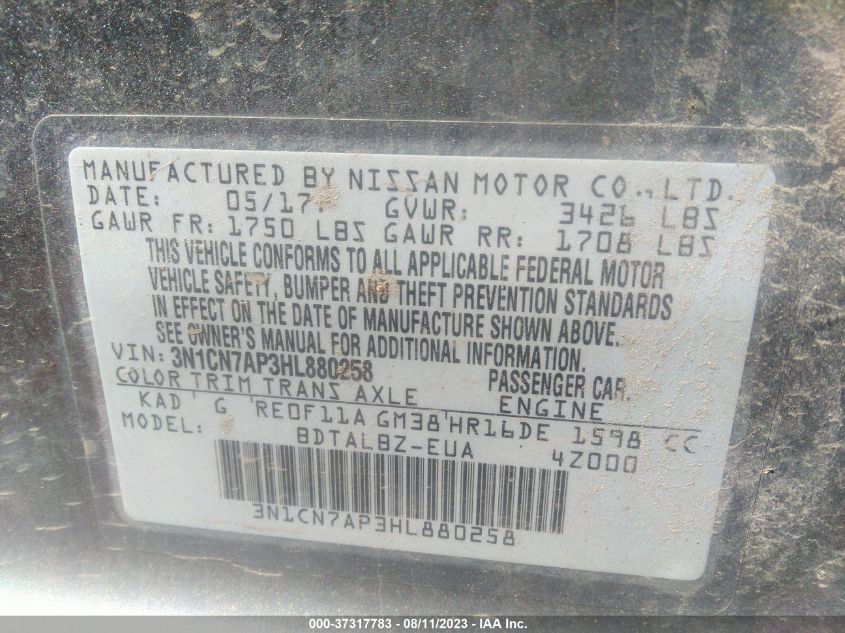 MANUFACTURED BY NISSAN MOTOR CO., LTD.
DATE: 05/17. GVWR: 3426 LBS
GAWR FR: 1750 LBS GAWR RR: 1708 LBS
THIS VEHICLE CONFORMS TO ALL APPLICABLE FEDERAL MOTOR
VEHICLE SAFETY, BUMPER AND THEFT PREVENTION STANDARDS
IN EFFECT ON THE DATE OF MANUFACTURE SHOWN ABOVE.
SEE OWNER'S MANUAL FOR ADDITIONAL INFORMATION.
VIN: 3N1CN7AP3HL880258 PASSENGER CAR.
COLOR TRIM TRANS AXLE ENGINE
KAD G RE0F11A GM38 HR16DE 1598 CC
MODEL: BDTALBZ-EUA 4Z000
3N1CN7AP3HL880258
000-37317783 - 08/11/2023 - IAA Inc.